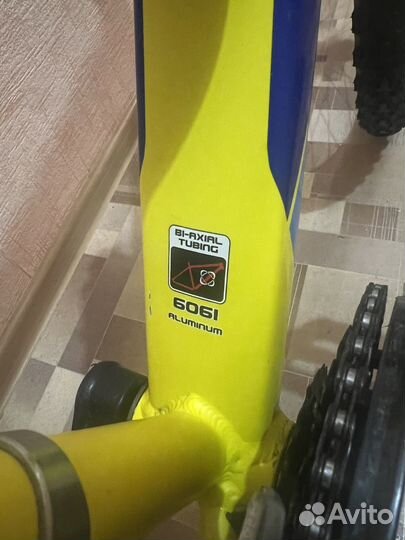 BI-AXIAL
TUBING
6061
ALUMINUM
Avito